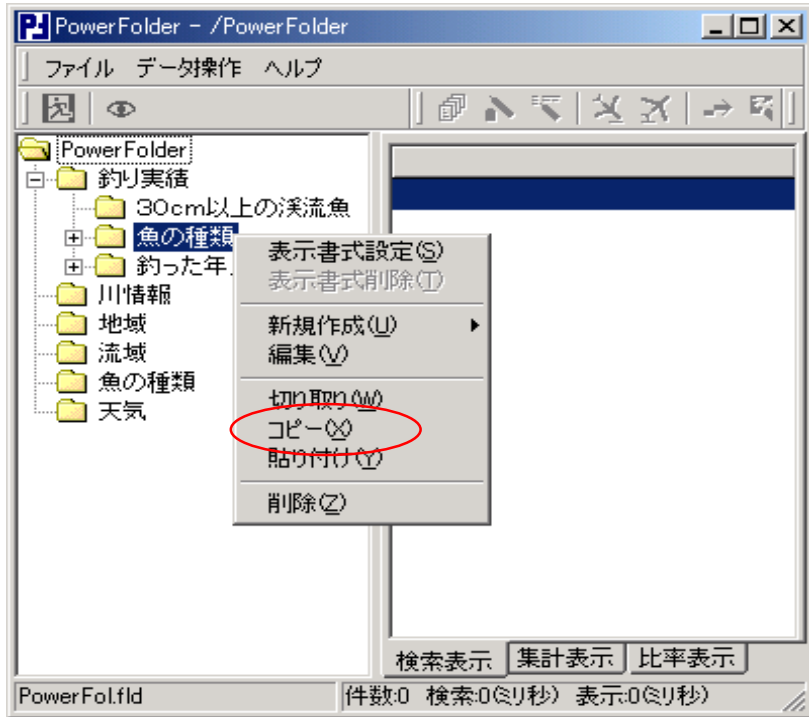 PowerFolder - /PowerFolder
ファイル データ操作 ヘルプ
PowerFolder
釣り実績
30cm以上の渓流魚
魚の種類
釣った年
川情報
地域
流域
魚の種類
天気
表示書式設定(S)
表示書式削除(T)
新規作成(U)
編集(V)
切り取り(W)
コピー(X)
貼り付け(Y)
削除(Z)
検索表示 集計表示 比率表示
PowerFol.fld 件数:0 検索:0(ミリ秒) 表示:0(ミリ秒)